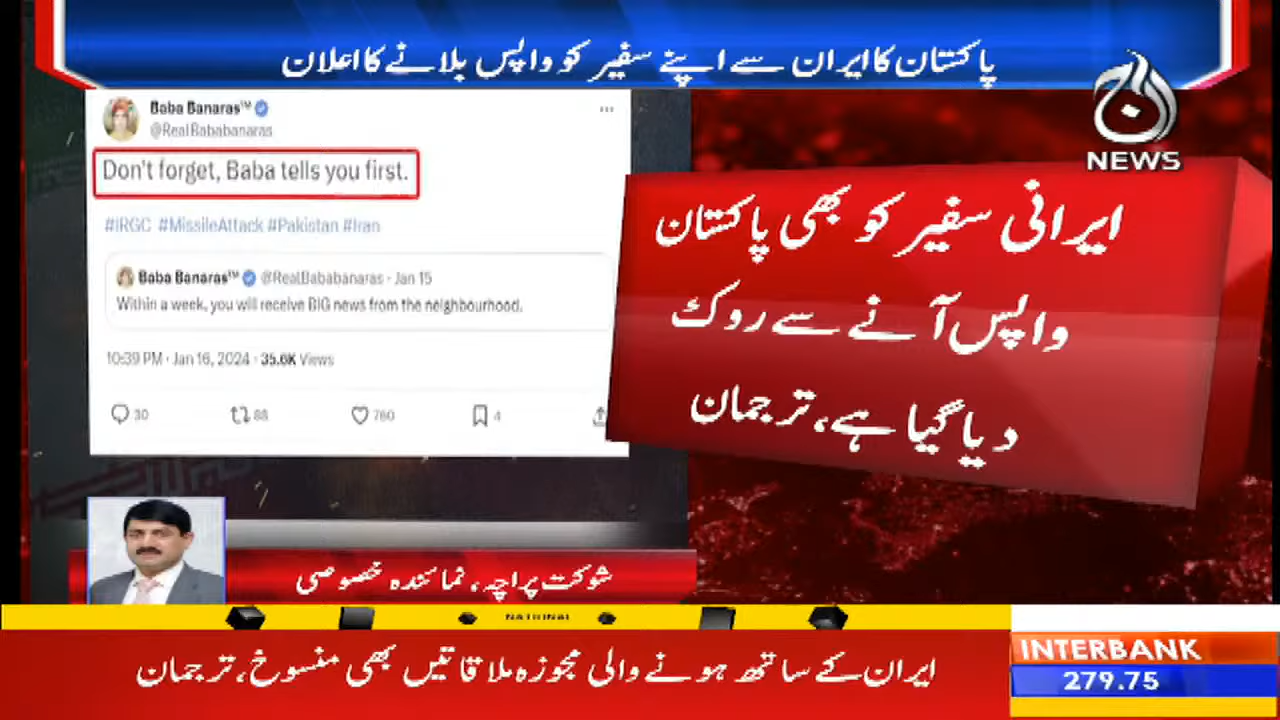 پاکستان کا ایران سے اپنے سفیر کو واپس بلانے کا اعلان
آج
NEWS
Baba Banaras™
@RealBababanaras
Don't forget, Baba tells you first.
#IRGC #MissileAttack #Pakistan #Iran
Baba Banaras™ @RealBababanaras · Jan 15
Within a week, you will receive BIG news from the neighbourhood.
10:39 PM · Jan 16, 2024 · 35.6K Views
30 88 760 4
ایرانی سفیر کو بھی پاکستان
واپس آنے سے روک
دیا گیا ہے، ترجمان
شوکت پراچہ، نمائندہ خصوصی
NATIONAL
ایران کے ساتھ ہونے والی مجوزہ ملاقاتیں بھی منسوخ، ترجمان
INTERBANK
279.75